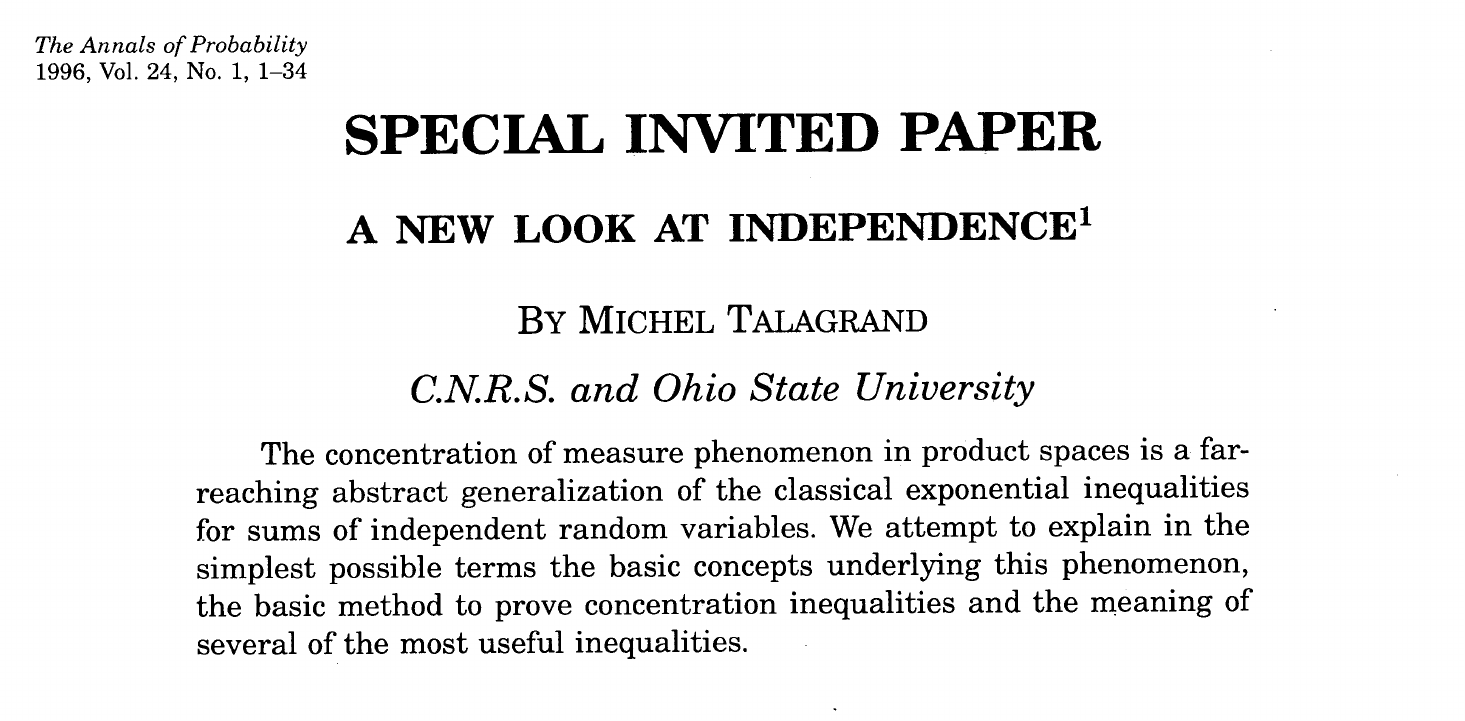 The Annals of Probability
1996, Vol. 24, No. 1, 1–34
SPECIAL INVITED PAPER
A NEW LOOK AT INDEPENDENCE¹
BY MICHEL TALAGRAND
C.N.R.S. and Ohio State University
The concentration of measure phenomenon in product spaces is a far-
reaching abstract generalization of the classical exponential inequalities
for sums of independent random variables. We attempt to explain in the
simplest possible terms the basic concepts underlying this phenomenon,
the basic method to prove concentration inequalities and the meaning of
several of the most useful inequalities.